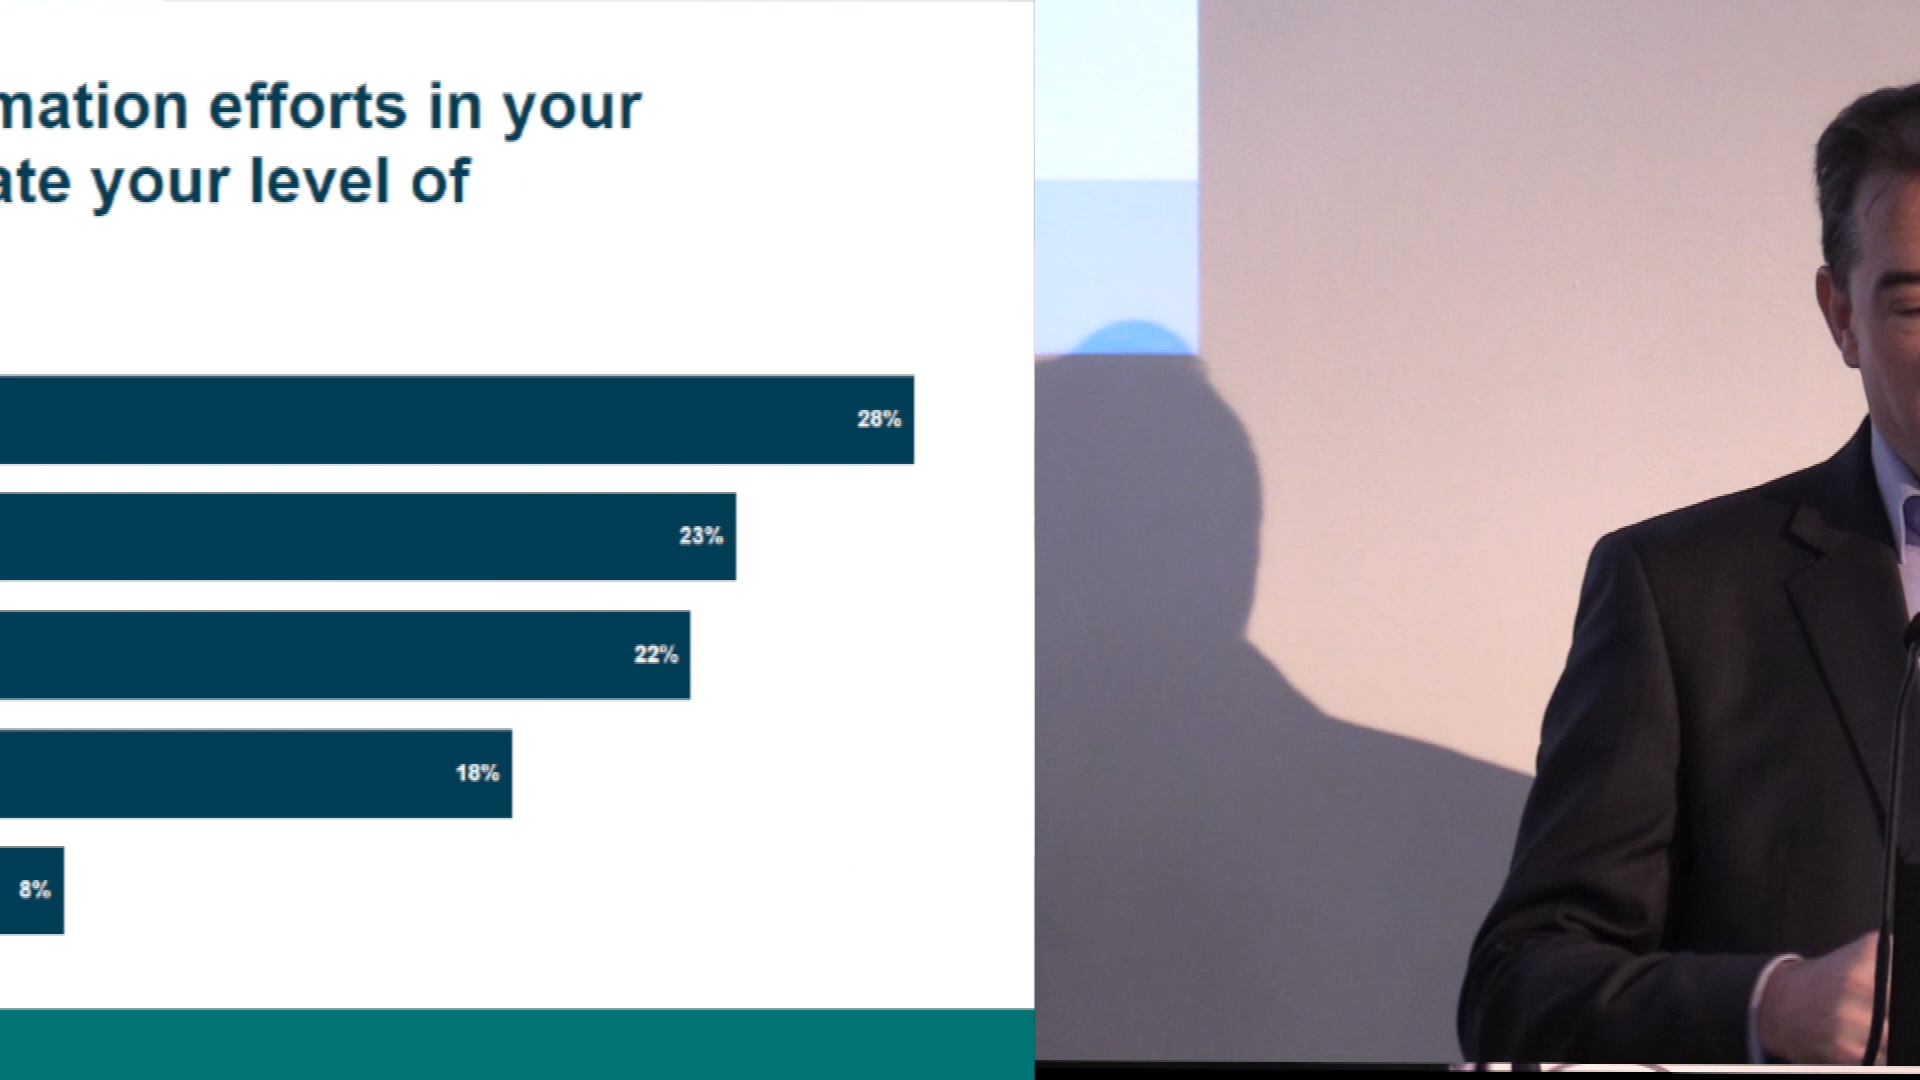 mation efforts in your
ate your level of
28%
23%
22%
18%
8%